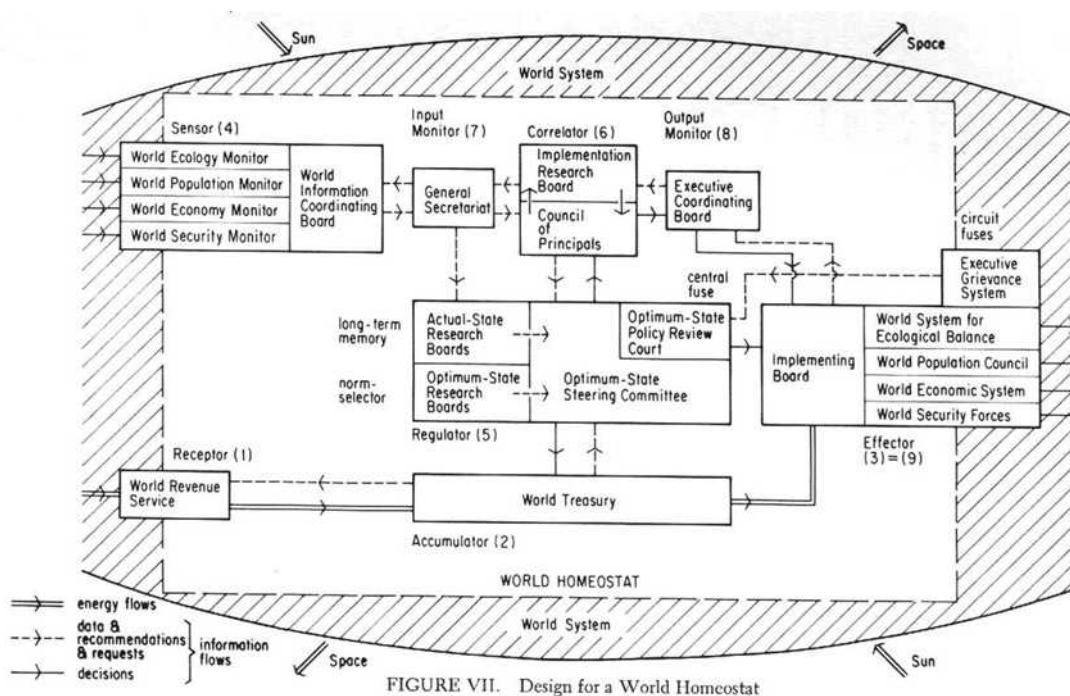 Sun
Space
World System
Sensor (4)
Input
Monitor (7)
Correlator (6)
Output
Monitor (8)
World Ecology Monitor
World Population Monitor
World Economy Monitor
World Security Monitor
World
Information
Coordinating
Board
General
Secretariat
Implementation
Research
Board
Council
of
Principals
Executive
Coordinating
Board
circuit
fuses
Executive
Grievance
System
central
fuse
long-term
memory
Actual-State
Research
Boards
Optimum-State
Policy Review
Court
norm-
selector
Optimum-State
Research
Boards
Optimum-State
Steering Committee
Implementing
Board
World System for
Ecological Balance
World Population Council
World Economic System
World Security Forces
Regulator (5)
Effector
(3)=(9)
Receptor (1)
World Revenue
Service
World Treasury
Accumulator (2)
WORLD HOMEOSTAT
World System
energy flows
data &
recommendations
& requests
information
flows
decisions
Space
Sun
FIGURE VII. Design for a World Homeostat